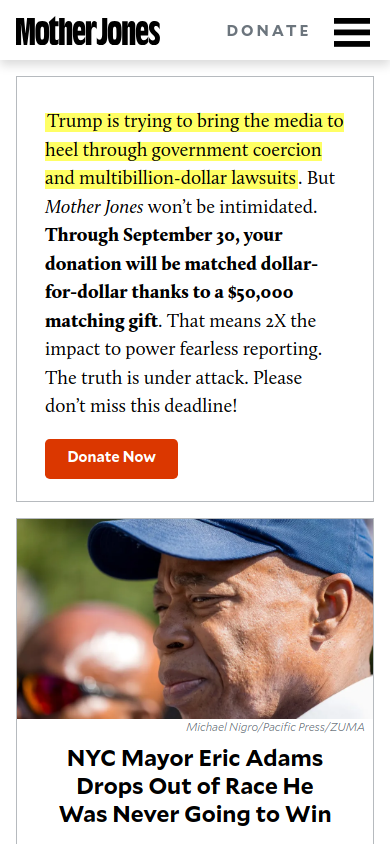 Mother Jones
DONATE
Trump is trying to bring the media to
heel through government coercion
and multibillion-dollar lawsuits. But
Mother Jones won’t be intimidated.
Through September 30, your
donation will be matched dollar-
for-dollar thanks to a $50,000
matching gift. That means 2X the
impact to power fearless reporting.
The truth is under attack. Please
don’t miss this deadline!
Donate Now
Michael Nigro/Pacific Press/ZUMA
NYC Mayor Eric Adams
Drops Out of Race He
Was Never Going to Win